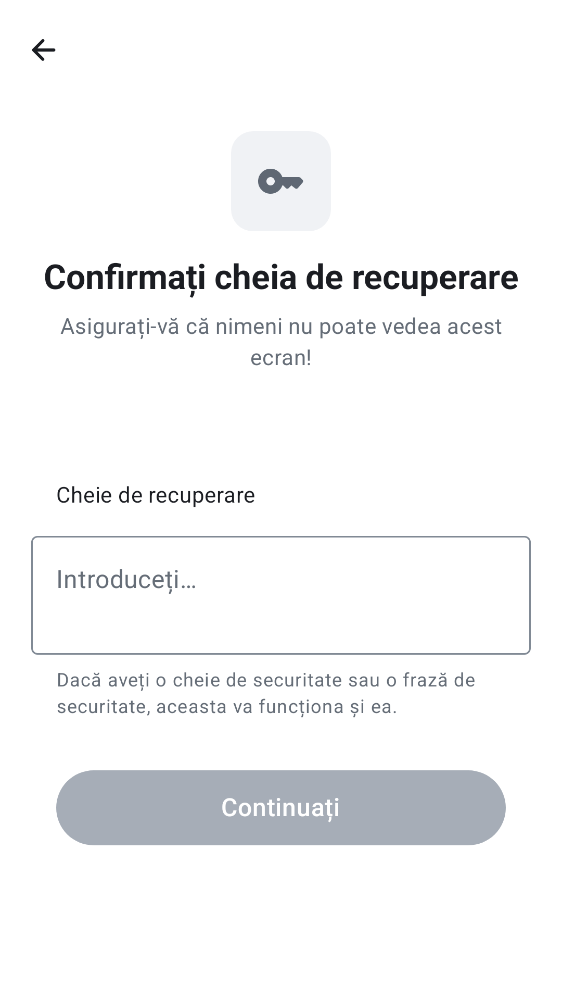 Confirmați cheia de recuperare
Asigurați-vă că nimeni nu poate vedea acest
ecran!
Cheie de recuperare
Introduceți…
Dacă aveți o cheie de securitate sau o frază de
securitate, aceasta va funcționa și ea.
Continuați